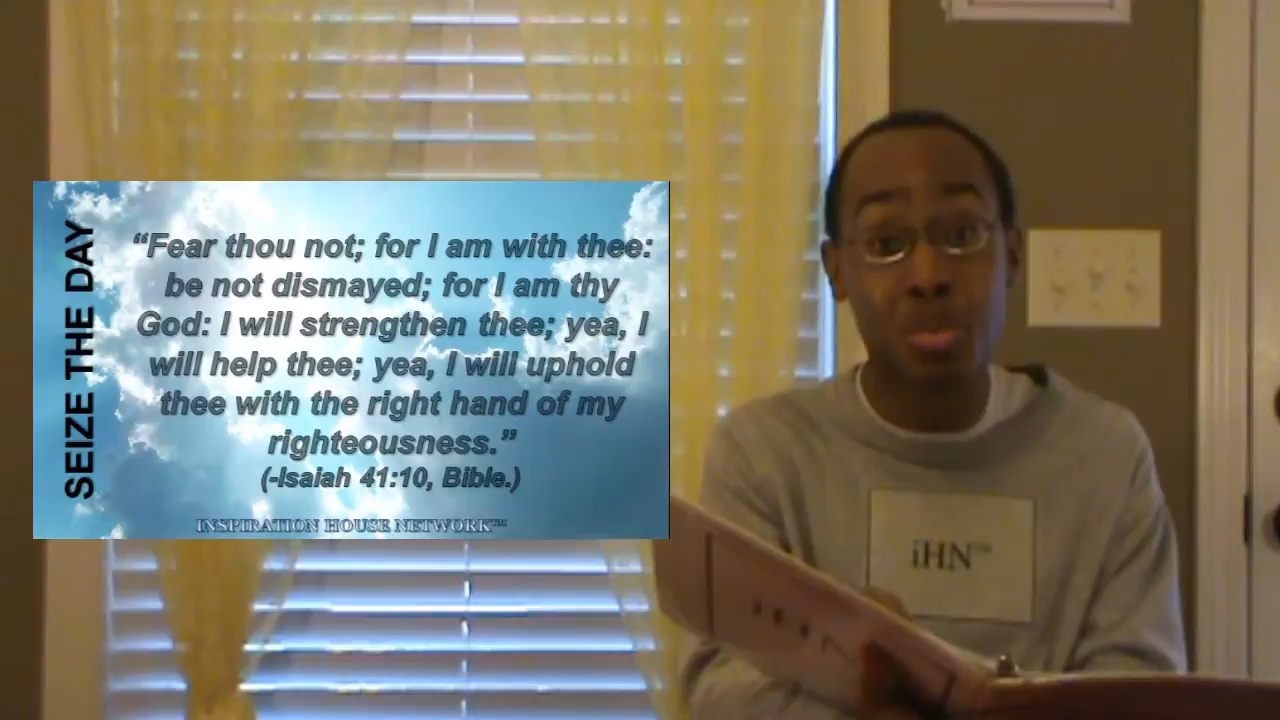 SEIZE THE DAY
“Fear thou not; for I am with thee:
be not dismayed; for I am thy
God: I will strengthen thee; yea, I
will help thee; yea, I will uphold
thee with the right hand of my
righteousness.”
(-Isaiah 41:10, Bible.)
INSPIRATION HOUSE NETWORK™
iHN™